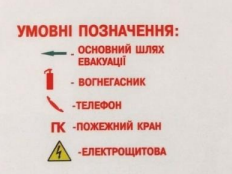 УМОВНІ ПОЗНАЧЕННЯ:
- ОСНОВНИЙ ШЛЯХ
ЕВАКУАЦІЇ
- ВОГНЕГАСНИК
-ТЕЛЕФОН
ПК -ПОЖЕЖНИЙ КРАН
-ЕЛЕКТРОЩИТОВА